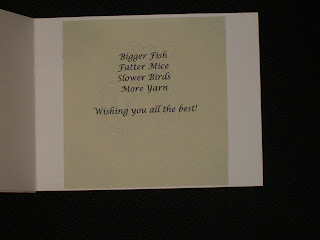 Bigger Fish
Fatter Mice
Slower Birds
More Yarn
Wishing you all the best!